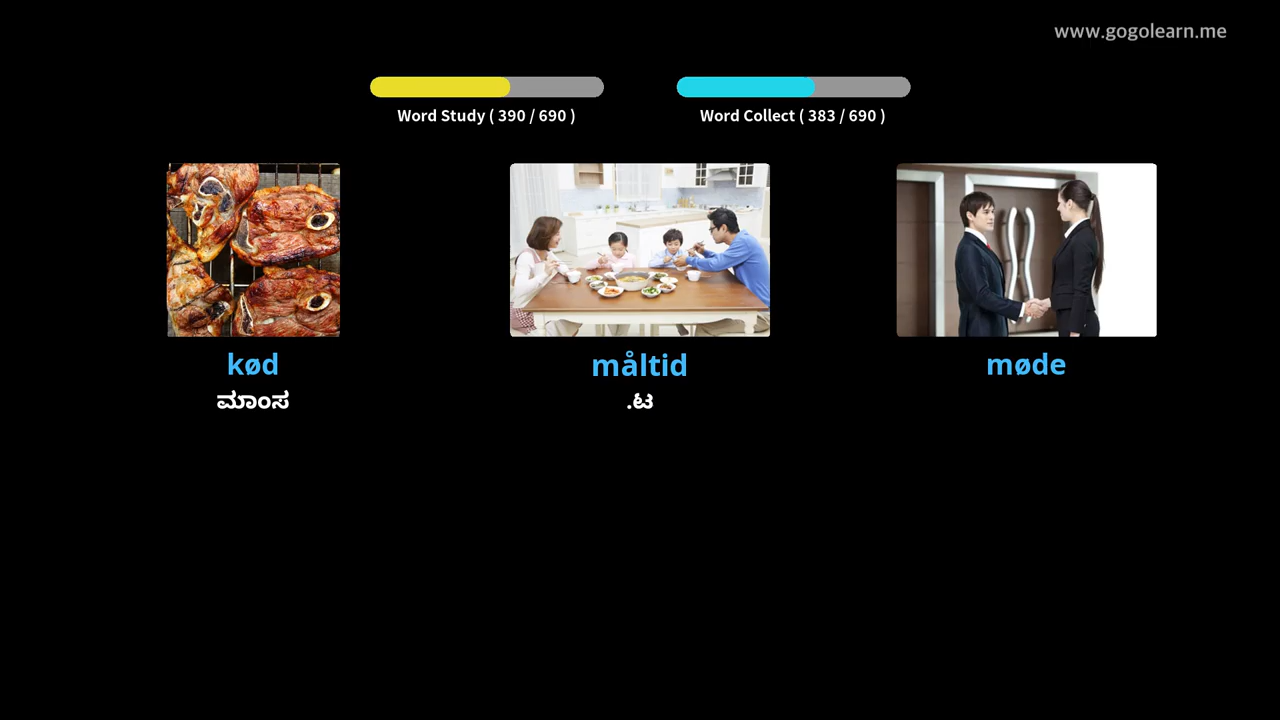 www.gogolearn.me
Word Study ( 390 / 690 )
Word Collect ( 383 / 690 )
kød
måltid
møde
ಮಾಂಸ
.ಟ